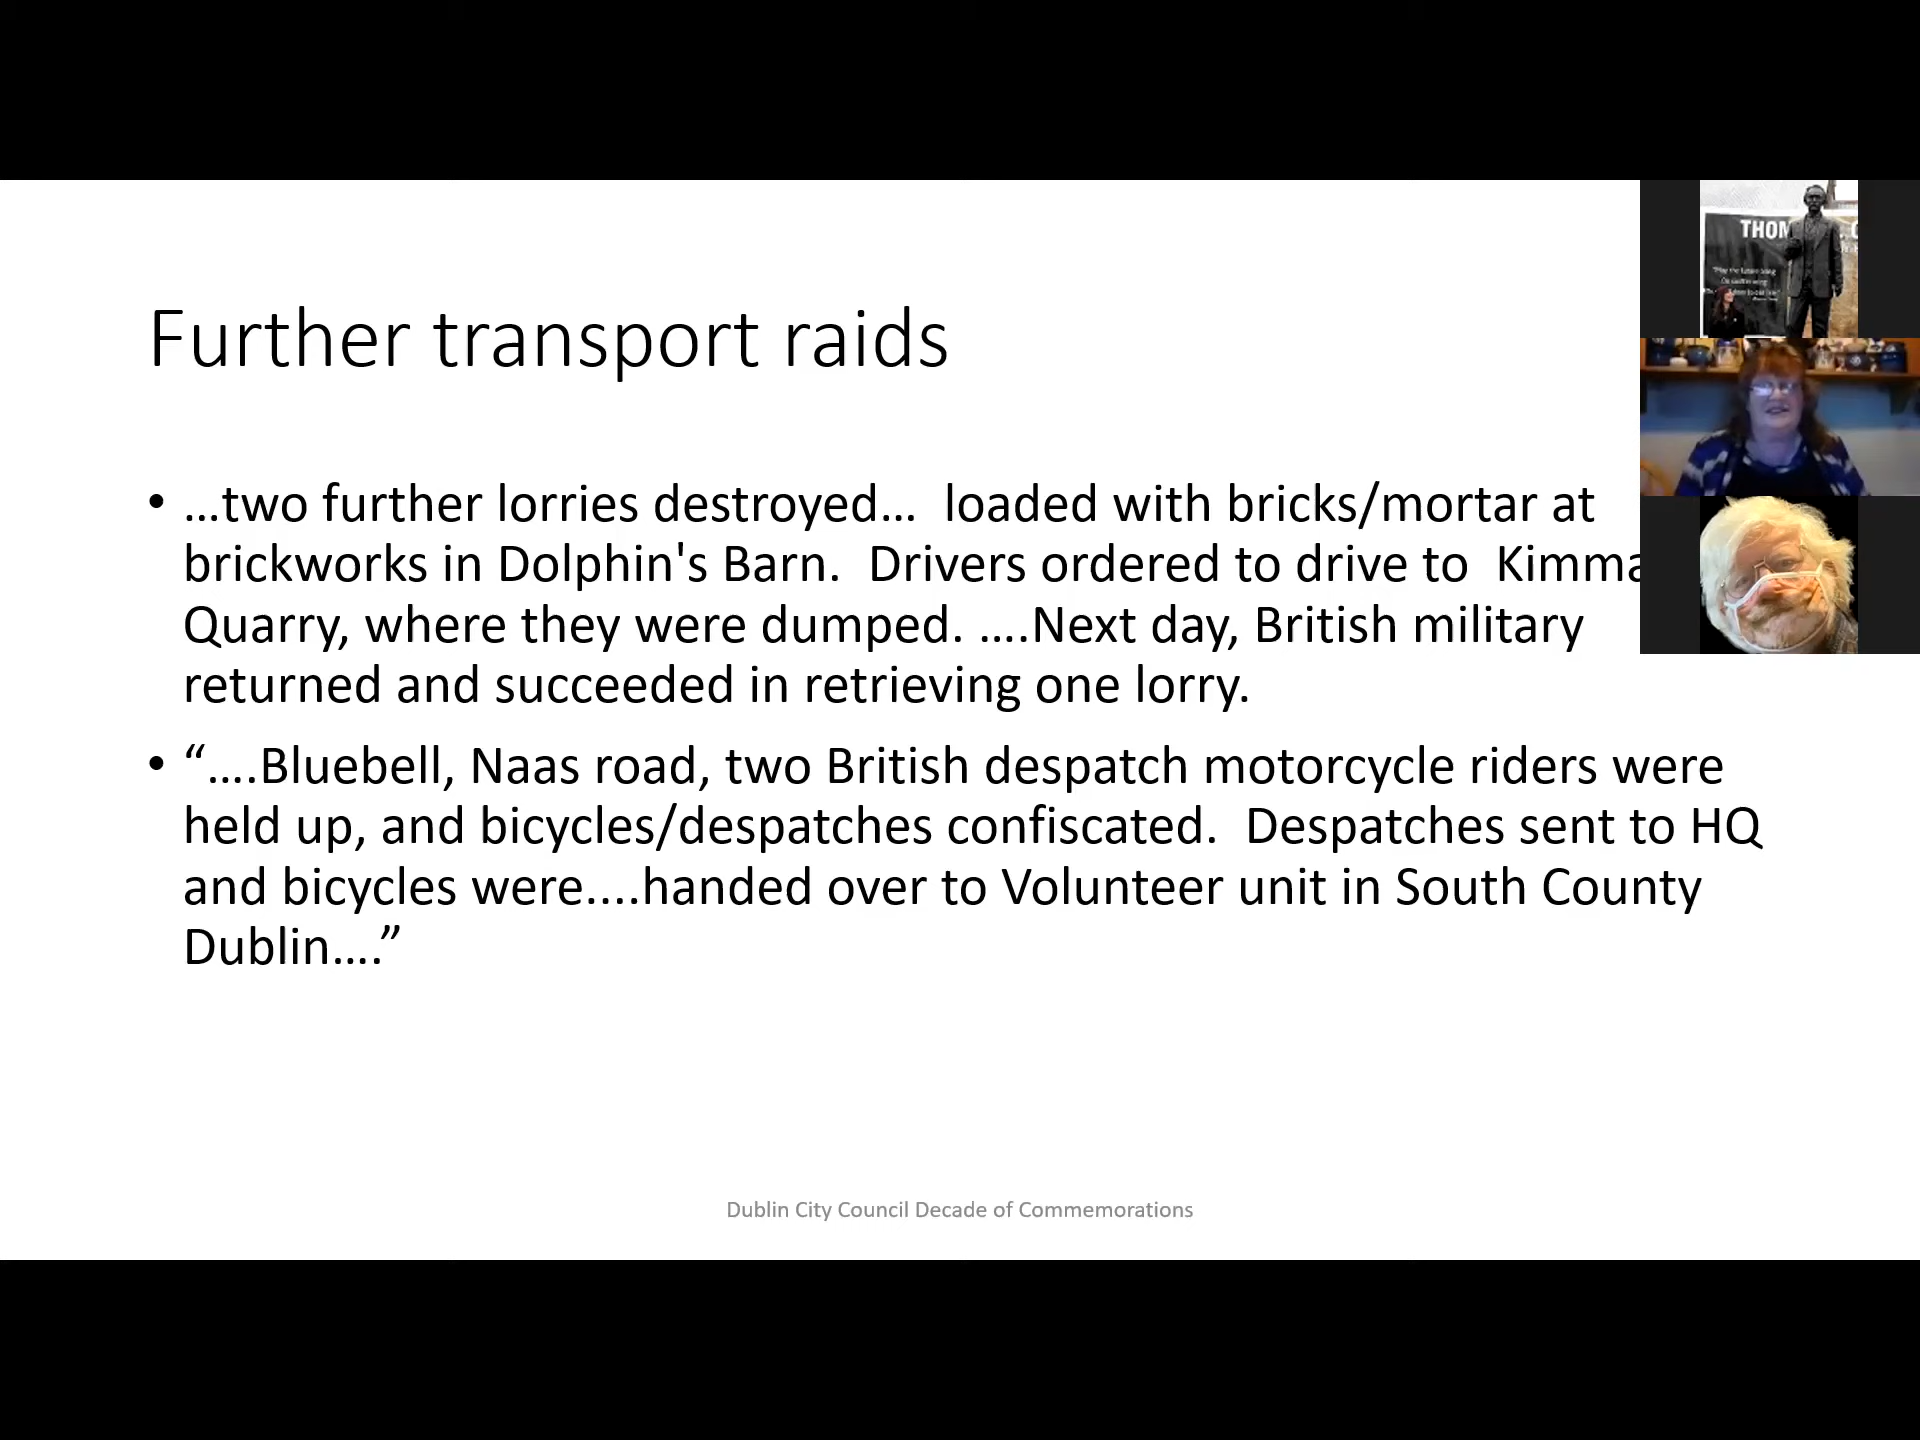 Further transport raids
• …two further lorries destroyed…  loaded with bricks/mortar at
brickworks in Dolphin's Barn.  Drivers ordered to drive to  Kimma
Quarry, where they were dumped. ….Next day, British military
returned and succeeded in retrieving one lorry.
• “….Bluebell, Naas road, two British despatch motorcycle riders were
held up, and bicycles/despatches confiscated.  Despatches sent to HQ
and bicycles were....handed over to Volunteer unit in South County
Dublin….”
Dublin City Council Decade of Commemorations
THOM